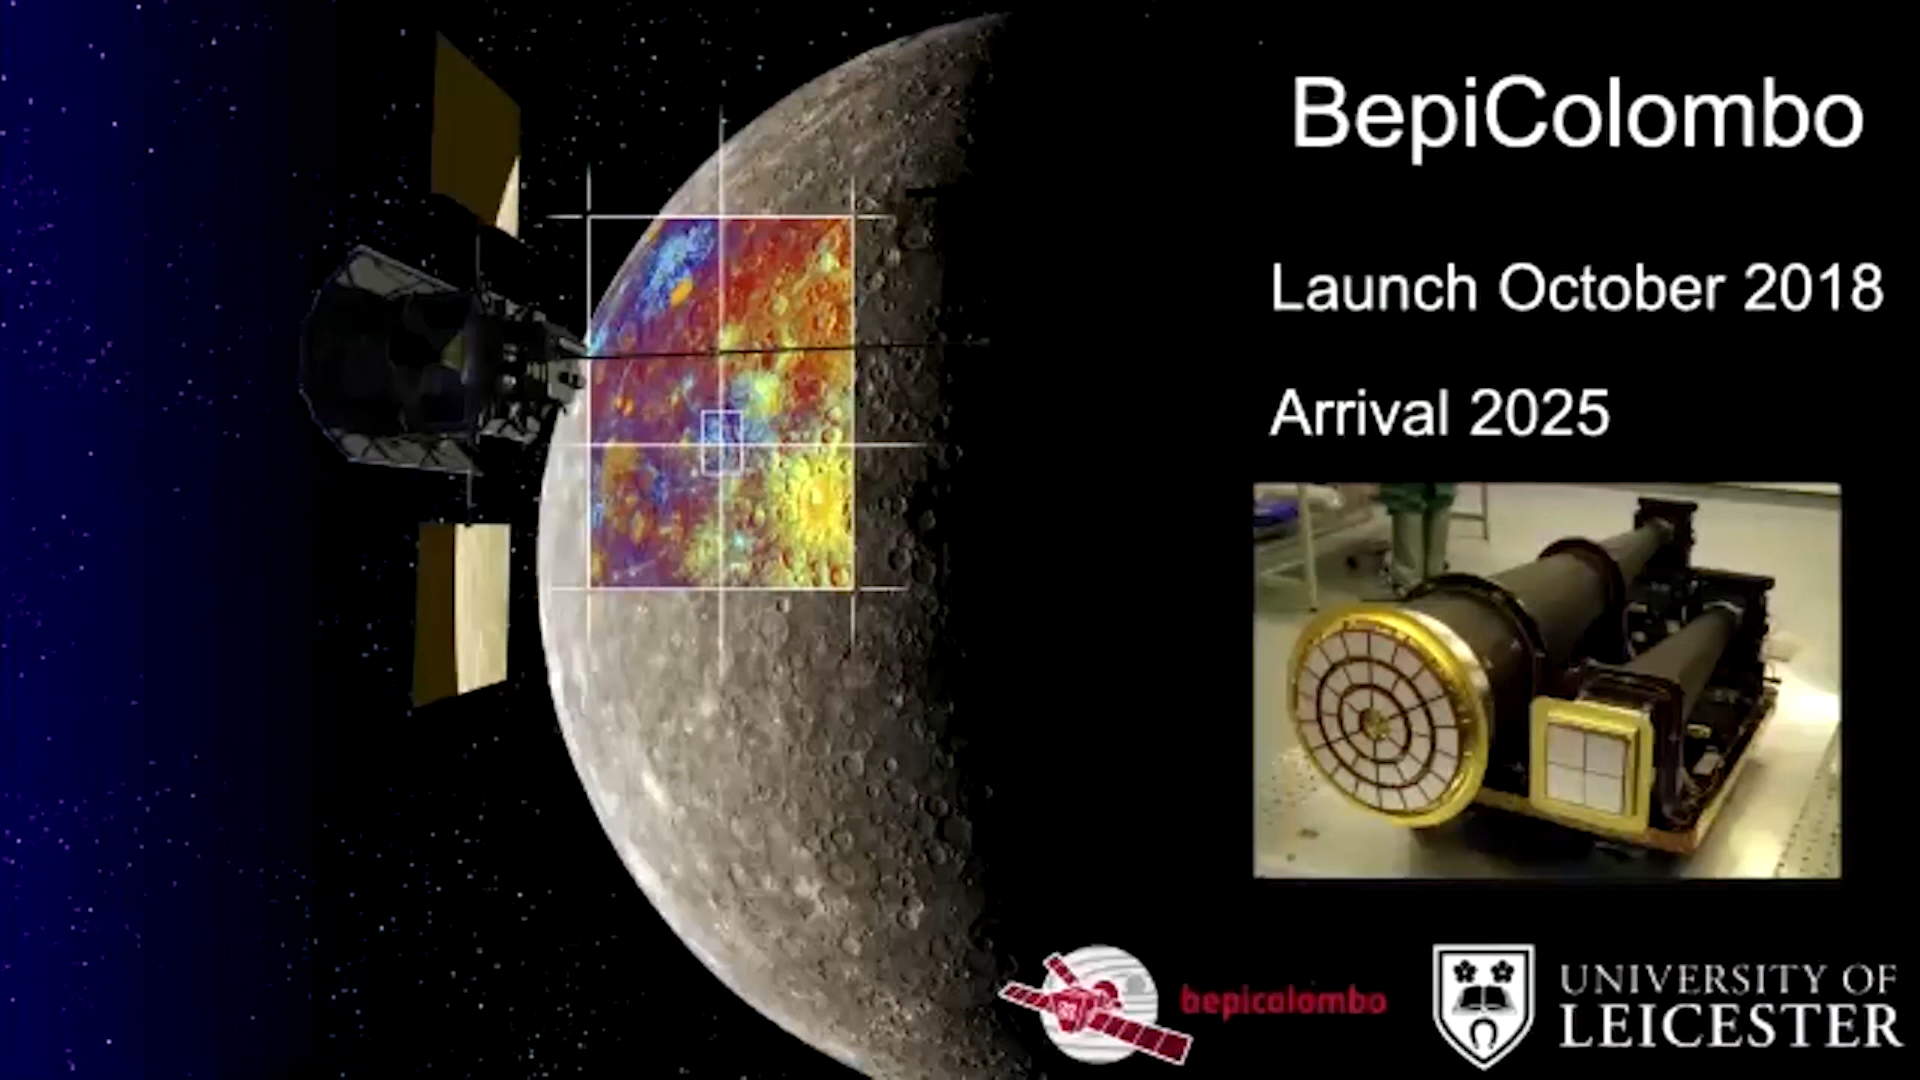 BepiColombo
Launch October 2018
Arrival 2025
bepicolombo
UNIVERSITY OF
LEICESTER